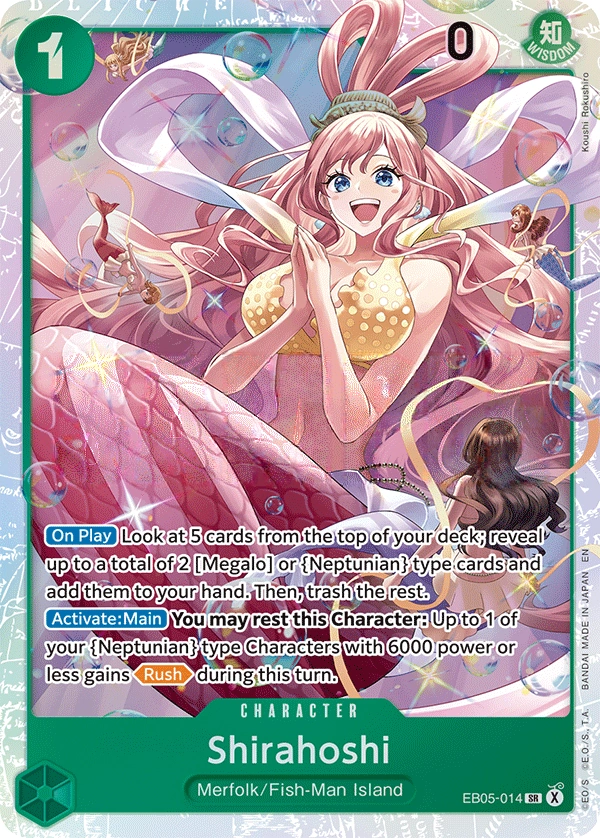 1
0
知
WISDOM
Koushi Rokushiro
On Play Look at 5 cards from the top of your deck; reveal
up to a total of 2 [Megalo] or {Neptunian} type cards and
add them to your hand. Then, trash the rest.
Activate:Main You may rest this Character: Up to 1 of
your {Neptunian} type Characters with 6000 power or
less gains Rush during this turn.
CHARACTER
Shirahoshi
Merfolk/Fish-Man Island
EB05-014 SR X
©EO/S ©E.O./S., T.A. BANDAI MADE IN JAPAN EN